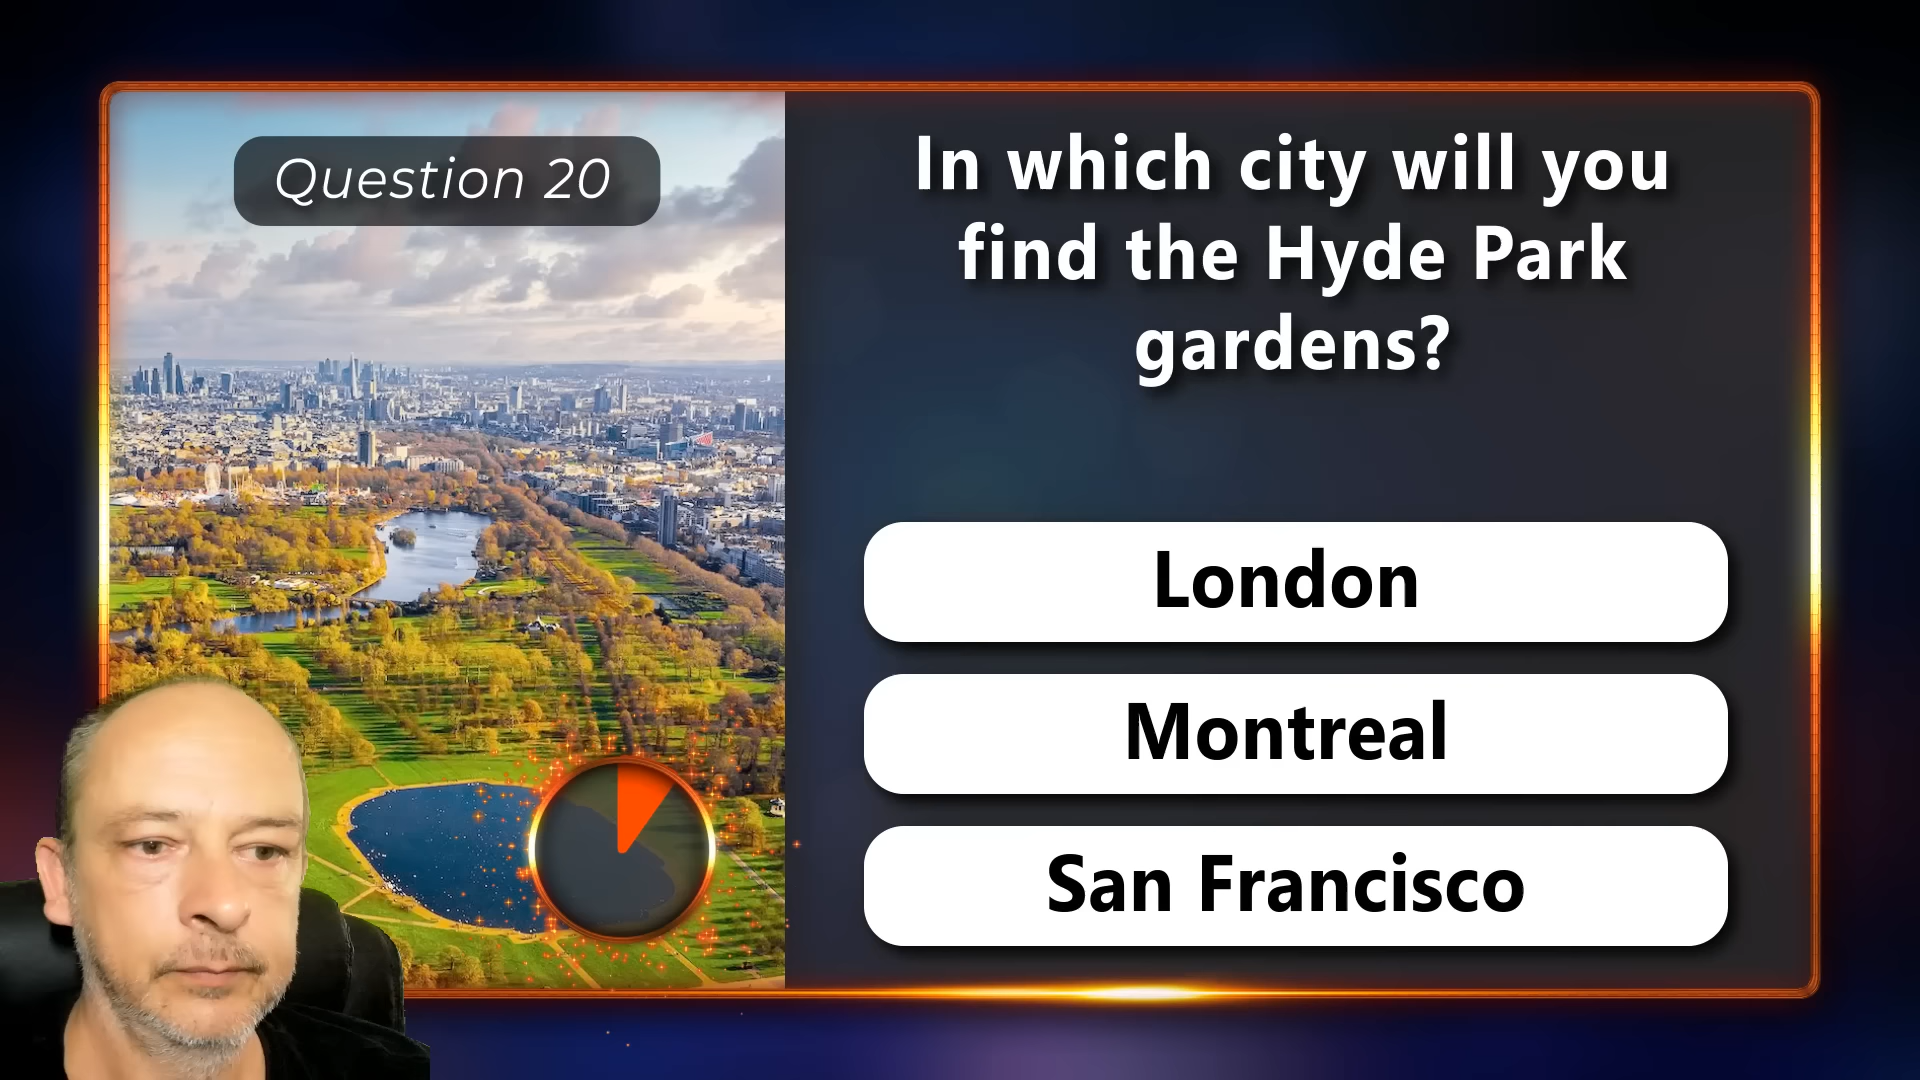 Question 20
In which city will you
find the Hyde Park
gardens?
London
Montreal
San Francisco